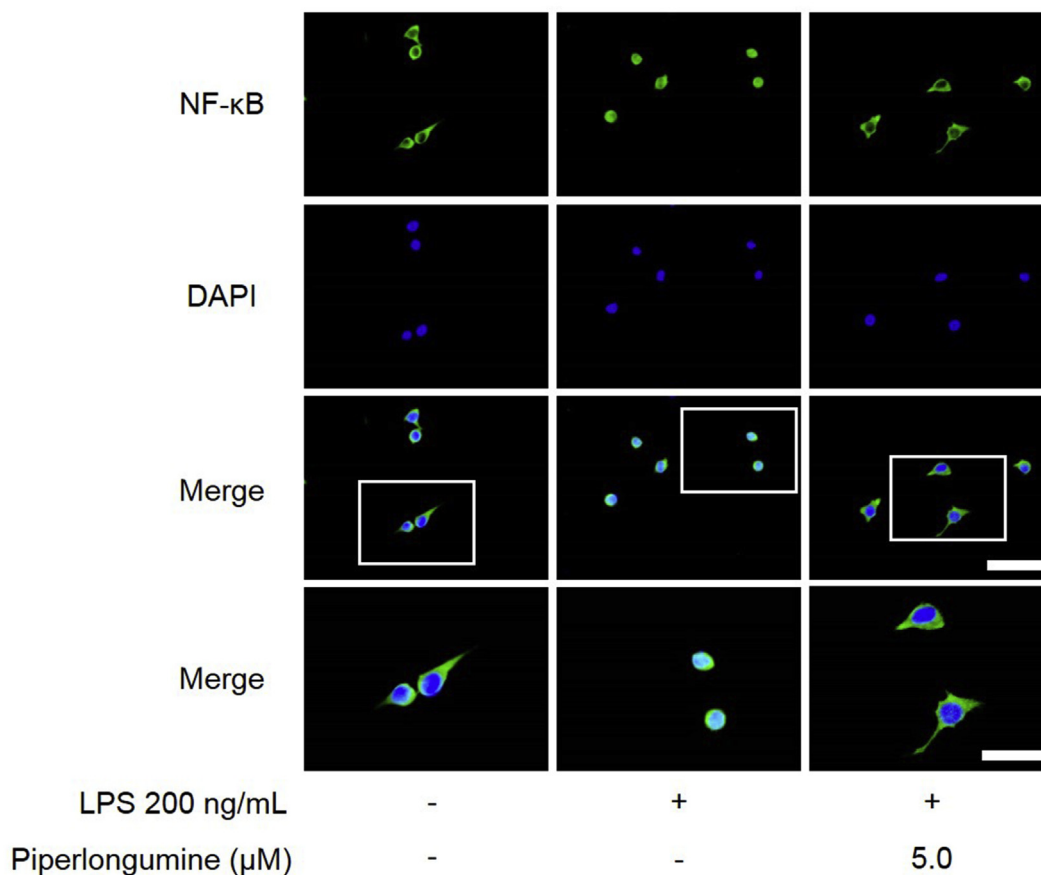 NF-κB
DAPI
Merge
Merge
LPS 200 ng/mL - + +
Piperlongumine (μM) - - 5.0